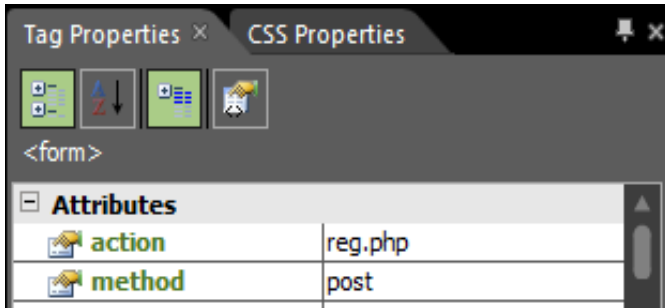 Tag Properties × CSS Properties
<form>
Attributes
action reg.php
method post